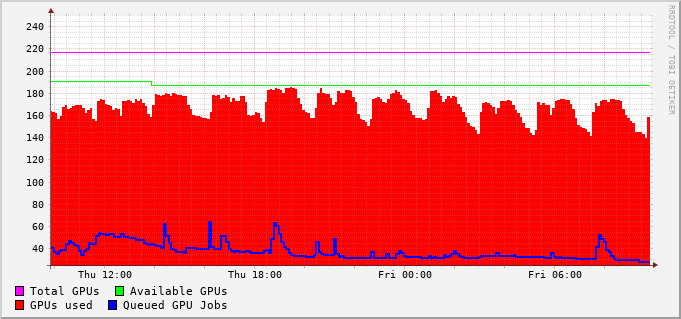 RRDTOOL / TOBI OETIKER
240
220
200
180
160
140
120
100
80
60
40
Thu 12:00 Thu 18:00 Fri 00:00 Fri 06:00
Total GPUs Available GPUs
GPUs used Queued GPU Jobs